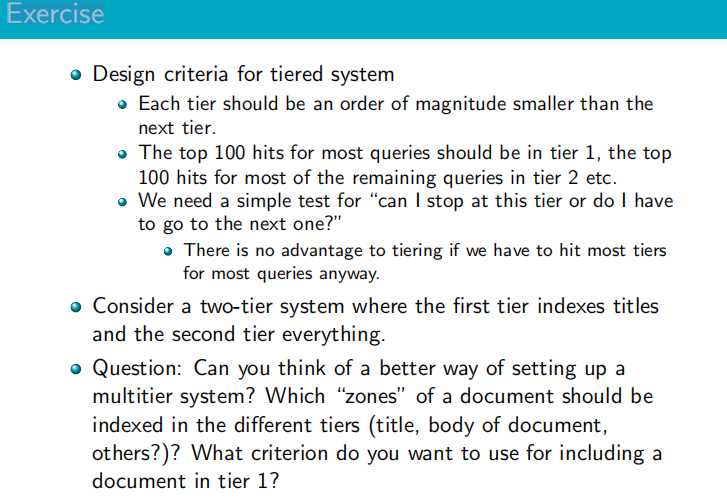 Exercise
Design criteria for tiered system
Each tier should be an order of magnitude smaller than the
next tier.
The top 100 hits for most queries should be in tier 1, the top
100 hits for most of the remaining queries in tier 2 etc.
We need a simple test for “can I stop at this tier or do I have
to go to the next one?”
There is no advantage to tiering if we have to hit most tiers
for most queries anyway.
Consider a two-tier system where the first tier indexes titles
and the second tier everything.
Question: Can you think of a better way of setting up a
multitier system? Which “zones” of a document should be
indexed in the different tiers (title, body of document,
others?)? What criterion do you want to use for including a
document in tier 1?